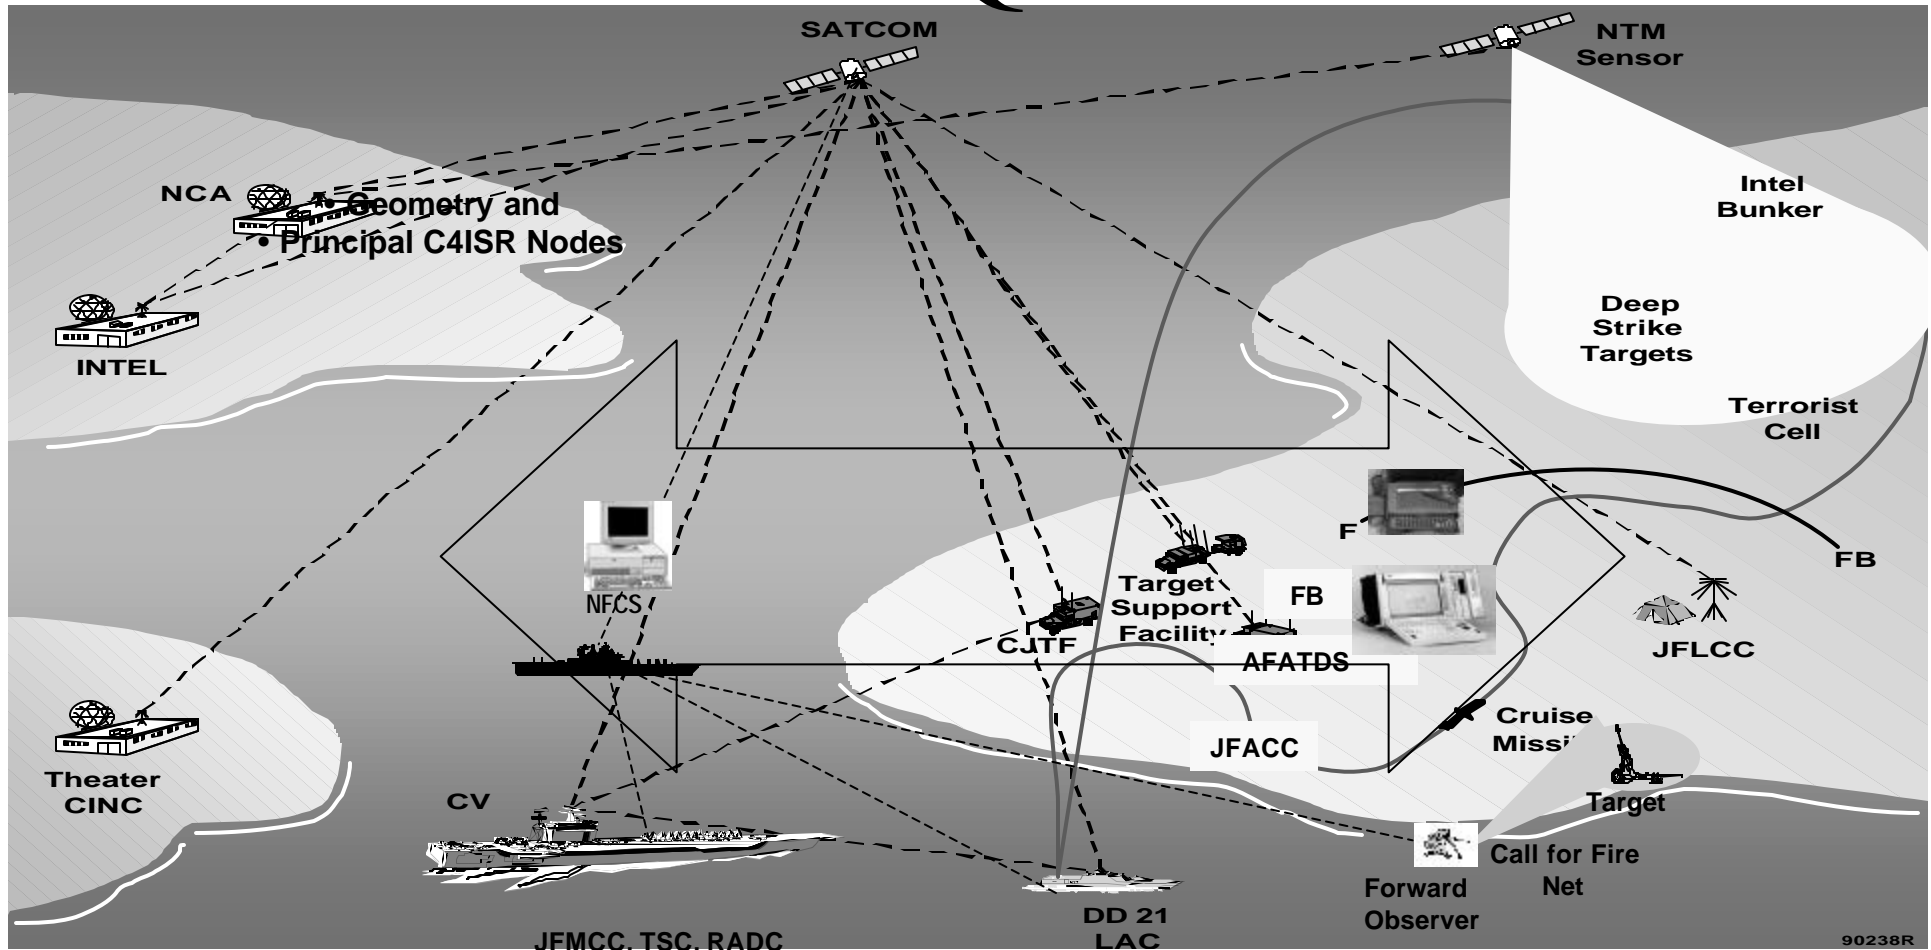 SATCOM
NTM
Sensor
NCA
• Geometry and
• Principal C4ISR Nodes
Intel
Bunker
INTEL
Deep
Strike
Targets
Terrorist
Cell
F
FB
NFCS
Target
Support
Facility
FB
CJTF
AFATDS
JFLCC
JFACC
Cruise
Theater
CINC
CV
Target
Call for Fire
Net
Forward
Observer
DD 21
LAC
JFMCC, TSC, RADC
90238R